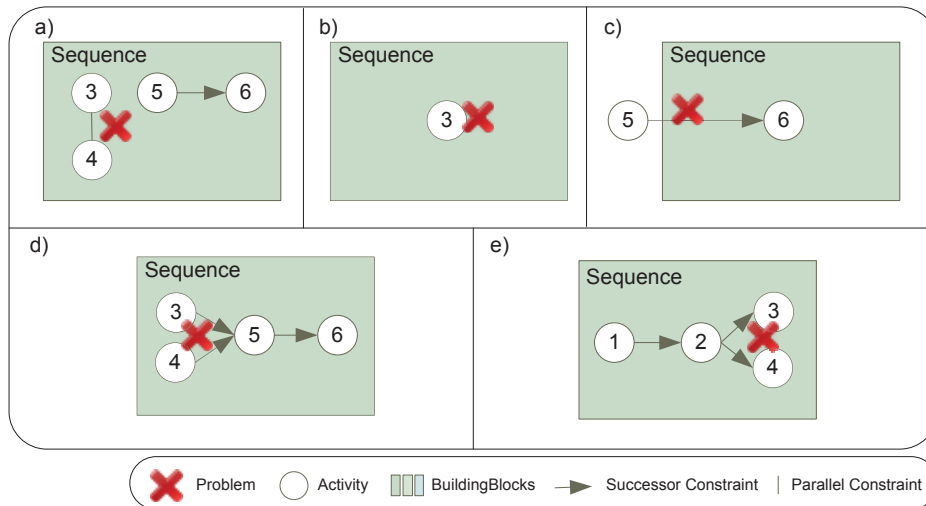 a)
Sequence
3
5
6
4
b)
Sequence
3
c)
Sequence
5
6
d)
Sequence
3
4
5
6
e)
Sequence
1
2
3
4
Problem
Activity
BuildingBlocks
Successor Constraint
Parallel Constraint